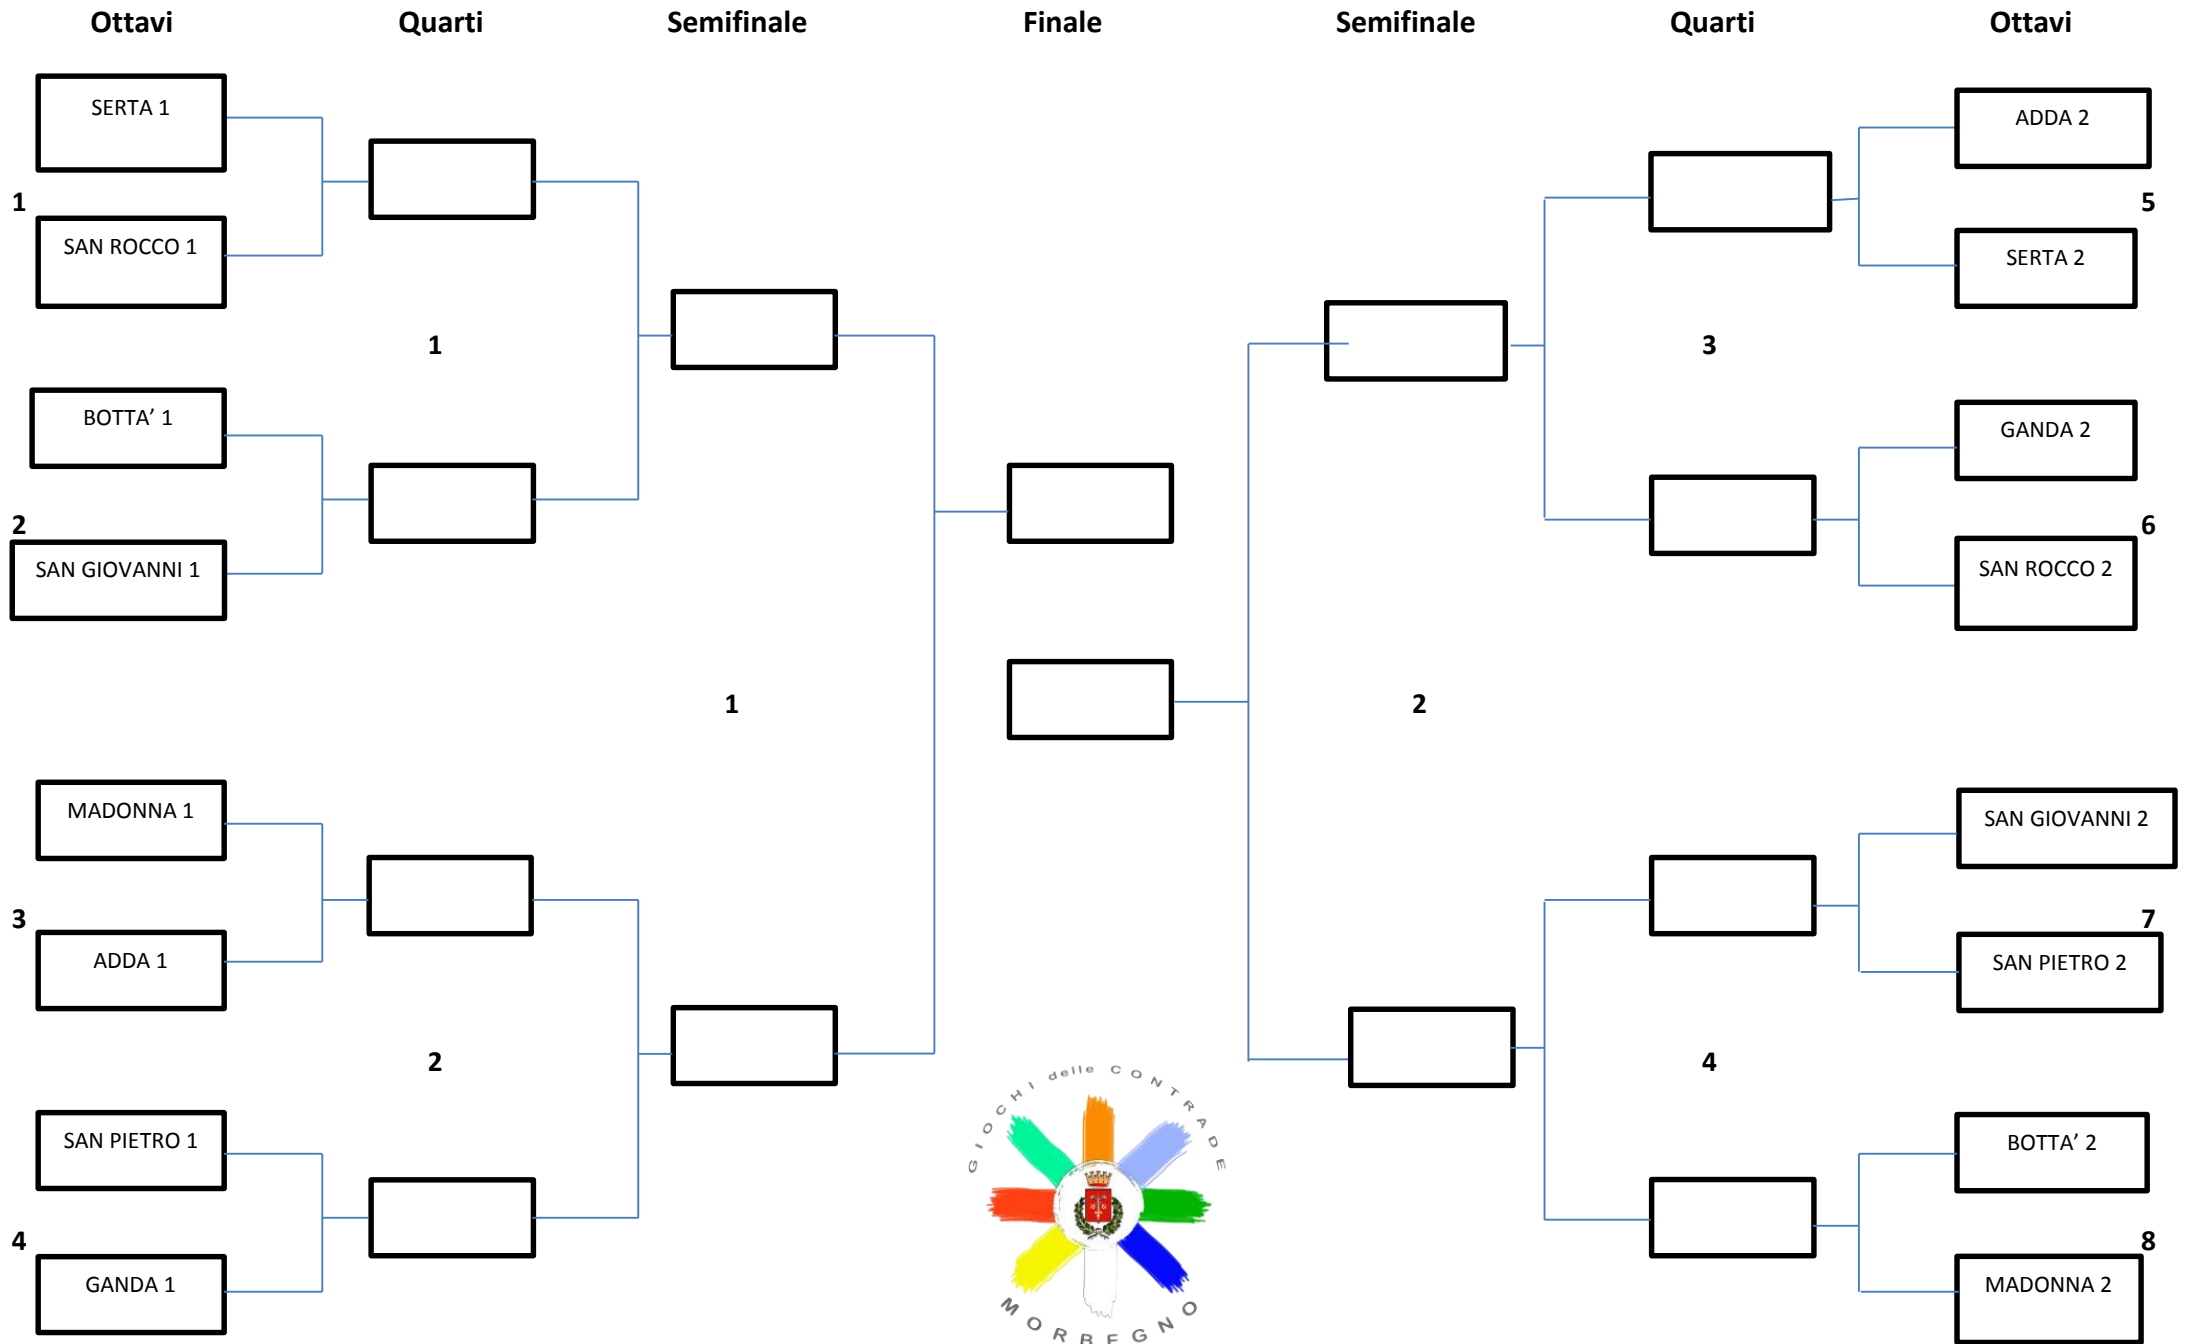 Ottavi Quarti Semifinale Finale Semifinale Quarti Ottavi
SERTA 1
1
SAN ROCCO 1
1
BOTTA’ 1
2
SAN GIOVANNI 1
1
MADONNA 1
3
ADDA 1
2
SAN PIETRO 1
4
GANDA 1
ADDA 2
5
SERTA 2
3
GANDA 2
6
SAN ROCCO 2
2
SAN GIOVANNI 2
7
SAN PIETRO 2
4
BOTTA’ 2
8
MADONNA 2
GIOCHI delle CONTRADE
MORBEGNO